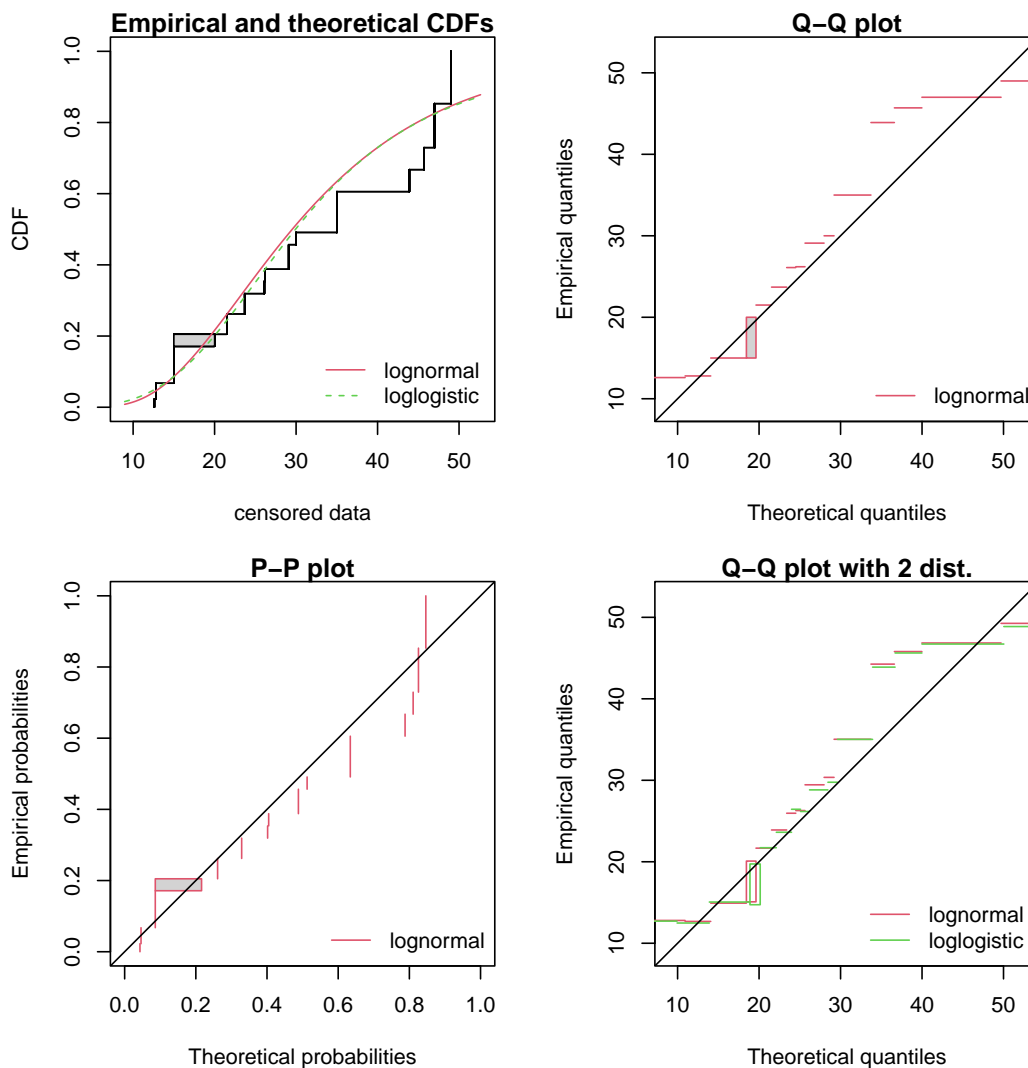 Empirical and theoretical CDFs
CDF
0.0 0.2 0.4 0.6 0.8 1.0
10 20 30 40 50
censored data
lognormal
loglogistic
Q−Q plot
Empirical quantiles
10 20 30 40 50
10 20 30 40 50
Theoretical quantiles
lognormal
P−P plot
Empirical probabilities
0.0 0.2 0.4 0.6 0.8 1.0
0.0 0.2 0.4 0.6 0.8 1.0
Theoretical probabilities
lognormal
Q−Q plot with 2 dist.
Empirical quantiles
10 20 30 40 50
10 20 30 40 50
Theoretical quantiles
lognormal
loglogistic